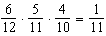 6/12 · 5/11 · 4/10 = 1/11